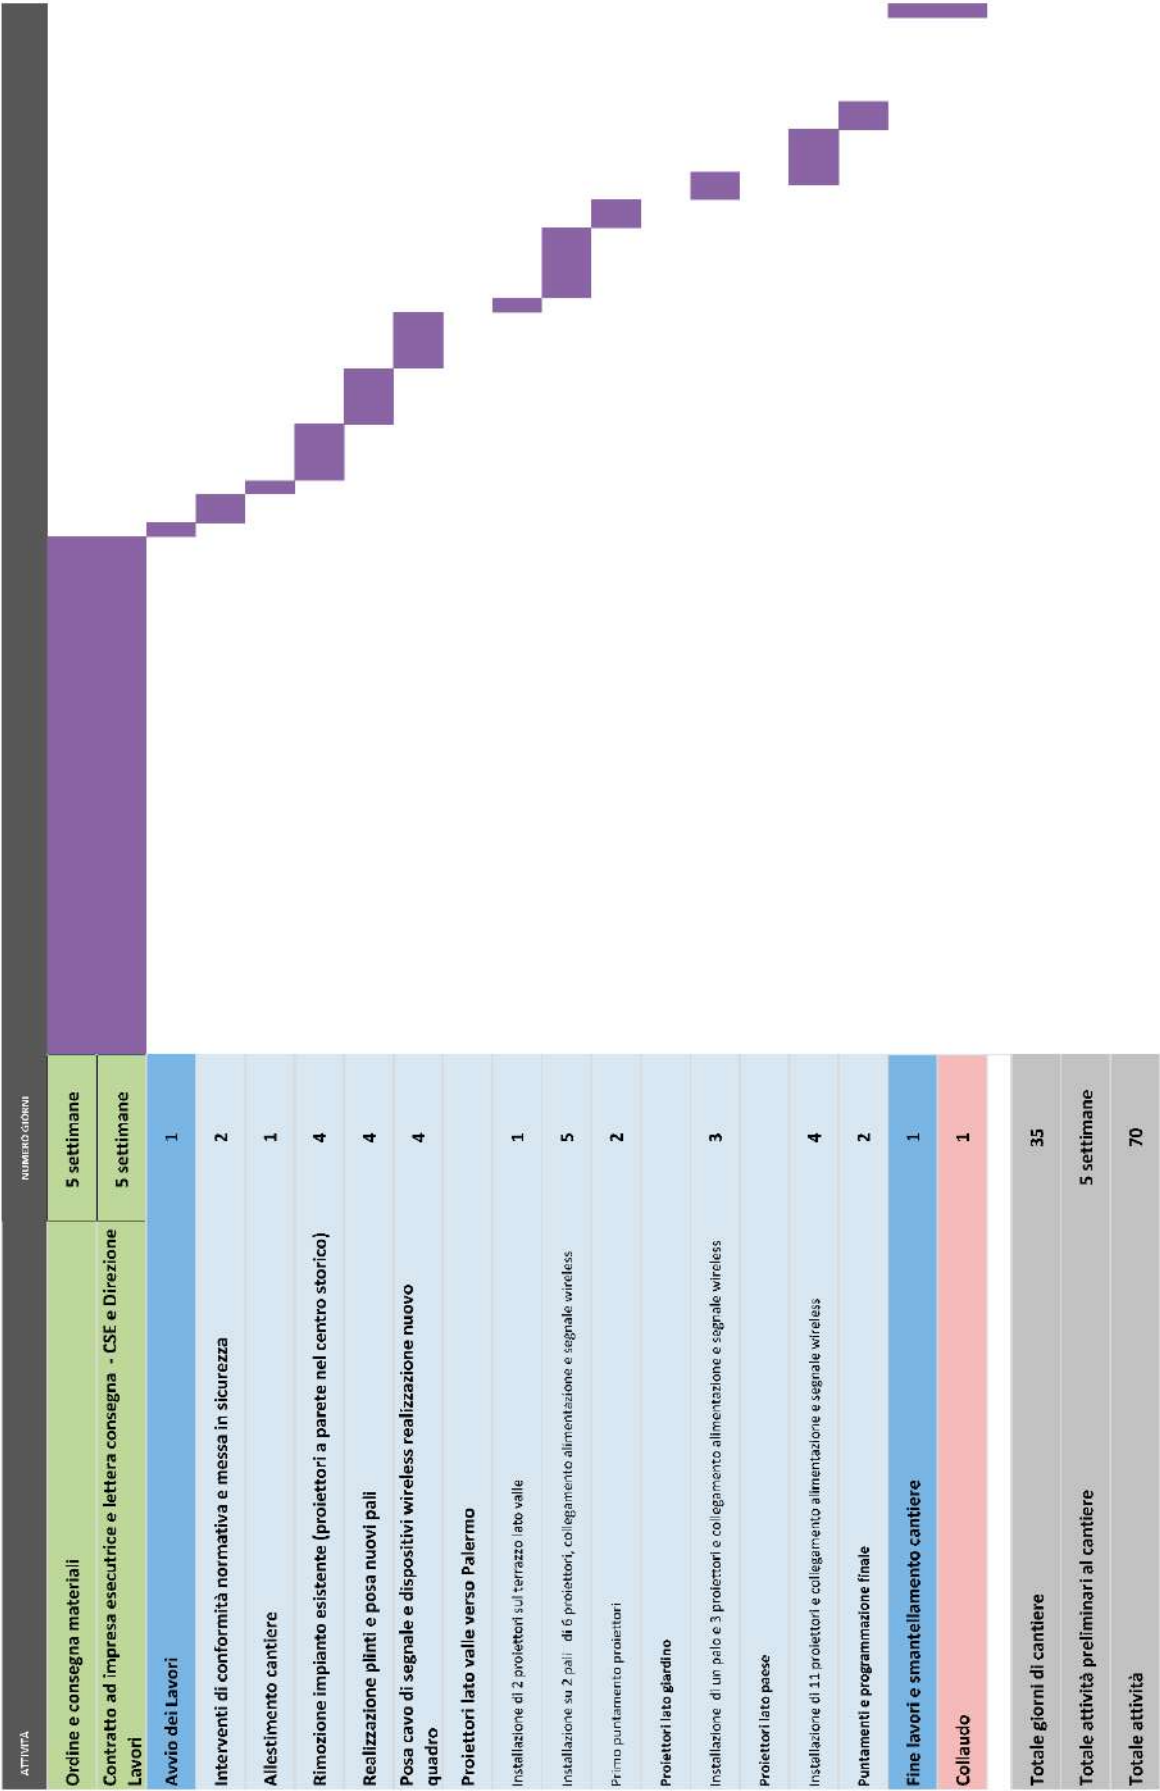 ATTIVITÀ NUMERO GIORNI
Ordine e consegna materiali 5 settimane
Contratto ad impresa esecutrice e lettera consegna - CSE e Direzione
Lavori 5 settimane
Avvio dei Lavori 1
Interventi di conformità normativa e messa in sicurezza 2
Allestimento cantiere 1
Rimozione impianto esistente (proiettori a parete nel centro storico) 4
Realizzazione plinti e posa nuovi pali 4
Posa cavo di segnale e dispositivi wireless realizzazione nuovo
quadro 4
Proiettori lato valle verso Palermo
Installazione di 2 proiettori sul terrazzo lato valle 1
Installazione su 2 pali di 6 proiettori, collegamento alimentazione e segnale wireless 5
Primo puntamento proiettori 2
Proiettori lato giardino
Installazione di un palo e 3 proiettori e collegamento alimentazione e segnale wireless 3
Proiettori lato paese
Installazione di 11 proiettori e collegamento alimentazione e segnale wireless 4
Puntamenti e programmazione finale 2
Fine lavori e smantellamento cantiere 1
Collaudo 1
Totale giorni di cantiere 35
Totale attività preliminari al cantiere 5 settimane
Totale attività 70